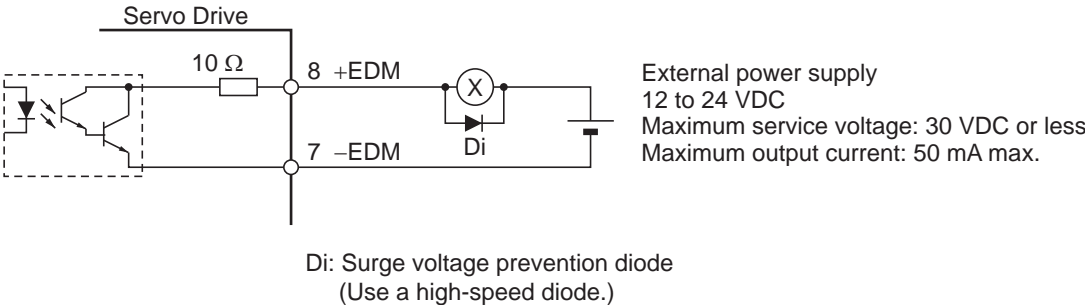 Servo Drive
10 Ω
8 +EDM
X
Di
7 −EDM
External power supply
12 to 24 VDC
Maximum service voltage: 30 VDC or less
Maximum output current: 50 mA max.
Di: Surge voltage prevention diode
(Use a high-speed diode.)